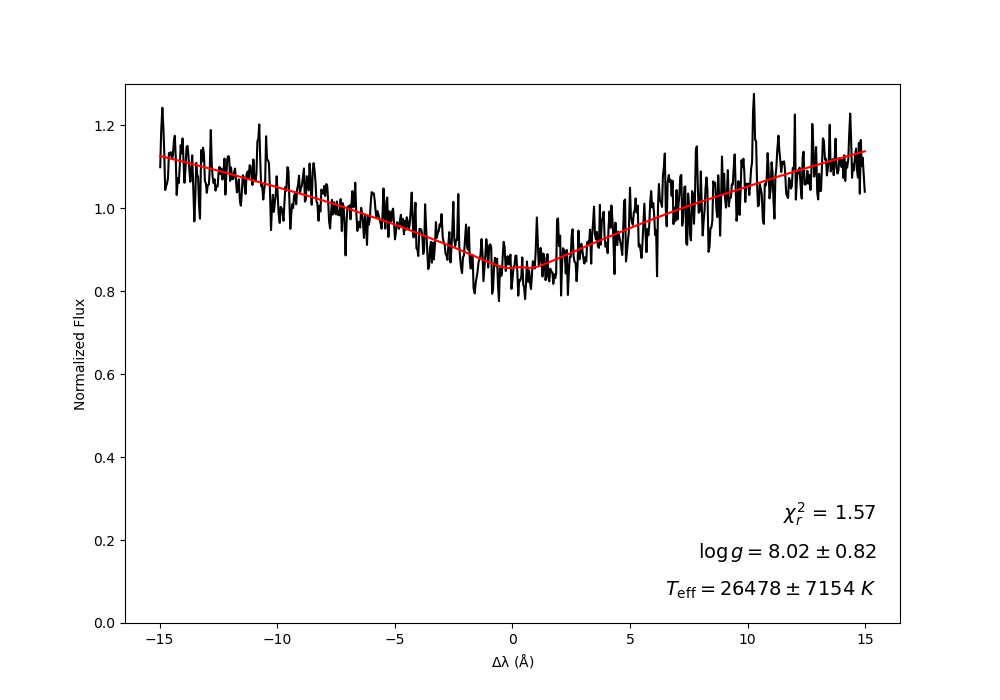 1.2
1.0
0.8
0.6
0.4
0.2
0.0
Normalized Flux
χ²ᵣ = 1.57
log g = 8.02 ± 0.82
T_eff = 26478 ± 7154 K
−15 −10 −5 0 5 10 15
Δλ (Å)